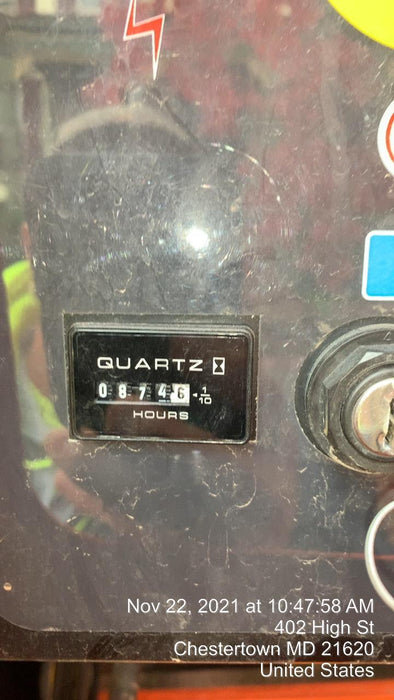 QUARTZ
08746 1/10
HOURS
Nov 22, 2021 at 10:47:58 AM
402 High St
Chestertown MD 21620
United States